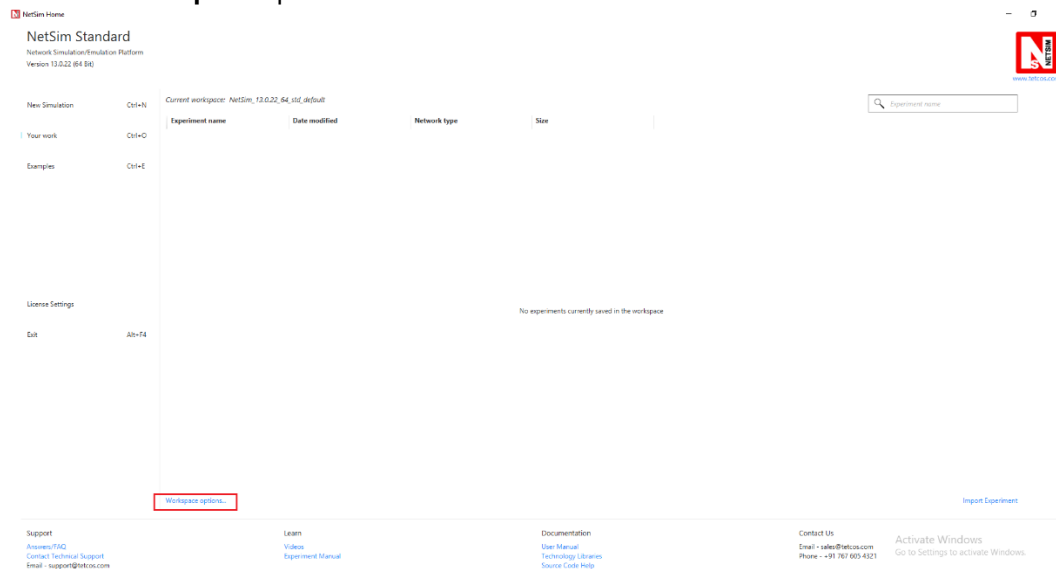 NetSim Home
NetSim Standard
Network Simulation/Emulation Platform
Version 13.0.22 (64 Bit)
NETSIM
www.tetcos.com
New Simulation Ctrl+N
Your work Ctrl+O
Examples Ctrl+E
License Settings
Exit Alt+F4
Current workspace: NetSim_13.0.22_64_std_default
Experiment name
Experiment name Date modified Network type Size
No experiments currently saved in the workspace
Workspace options...
Import Experiment
Support
Answers/FAQ
Contact Technical Support
Email - support@tetcos.com
Learn
Videos
Experiment Manual
Documentation
User Manual
Technology Libraries
Source Code Help
Contact Us
Email - sales@tetcos.com
Phone - +91 767 605 4321
Activate Windows
Go to Settings to activate Windows.